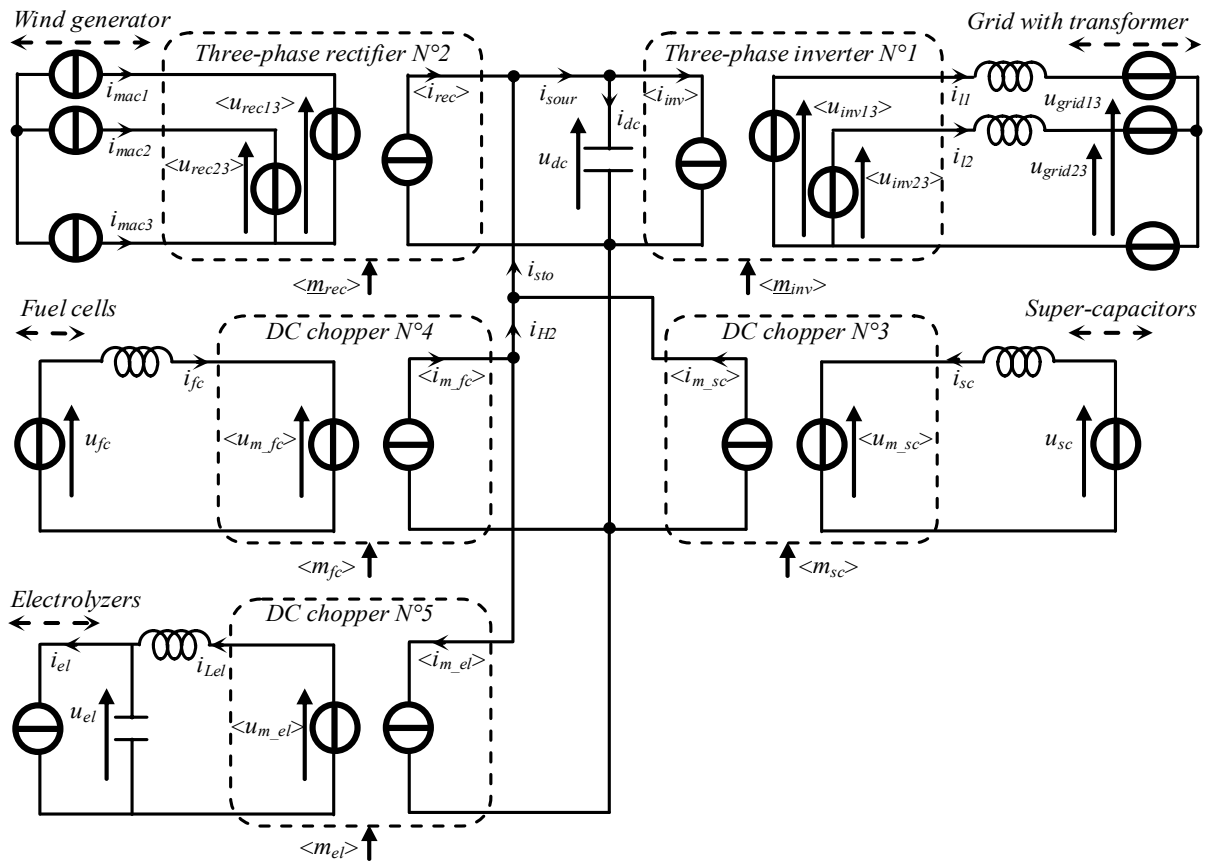 Wind generator
Grid with transformer
Three-phase rectifier N°2
Three-phase inverter N°1
i_mac1
<u_rec13>
<i_rec>
i_sour
<i_inv>
<u_inv13>
i_l1
u_grid13
i_mac2
<u_rec23>
i_dc
u_dc
<u_inv23>
i_l2
u_grid23
i_mac3
<m_rec>
i_sto
<m_inv>
Fuel cells
DC chopper N°4
i_H2
DC chopper N°3
Super-capacitors
i_fc
<i_m_fc>
<i_m_sc>
i_sc
u_fc
<u_m_fc>
<u_m_sc>
u_sc
<m_fc>
<m_sc>
Electrolyzers
DC chopper N°5
i_el
i_Lel
<i_m_el>
u_el
<u_m_el>
<m_el>